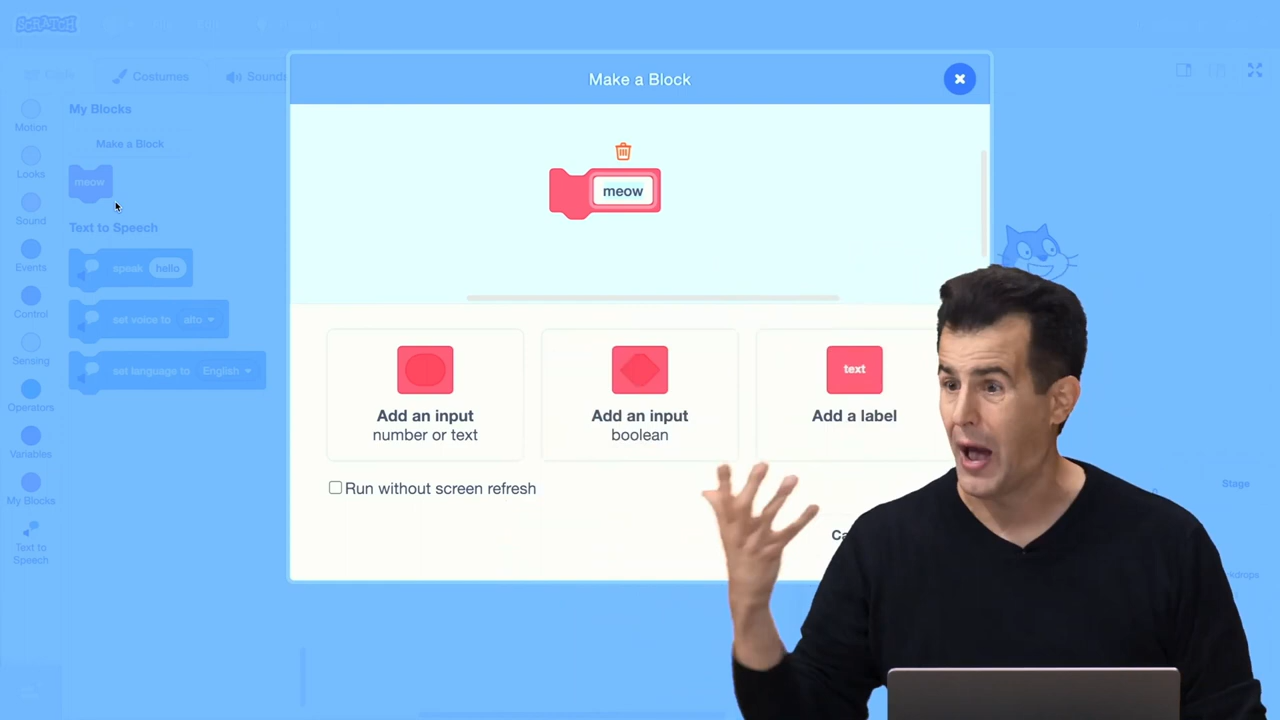 SCRATCH
Costumes
Sounds
Make a Block
Motion
Looks
Sound
Events
Control
Sensing
Operators
Variables
My Blocks
Text to
Speech
My Blocks
Make a Block
meow
Text to Speech
speak hello
set voice to alto
set language to English
meow
Add an input
number or text
Add an input
boolean
text
Add a label
Run without screen refresh
Stage